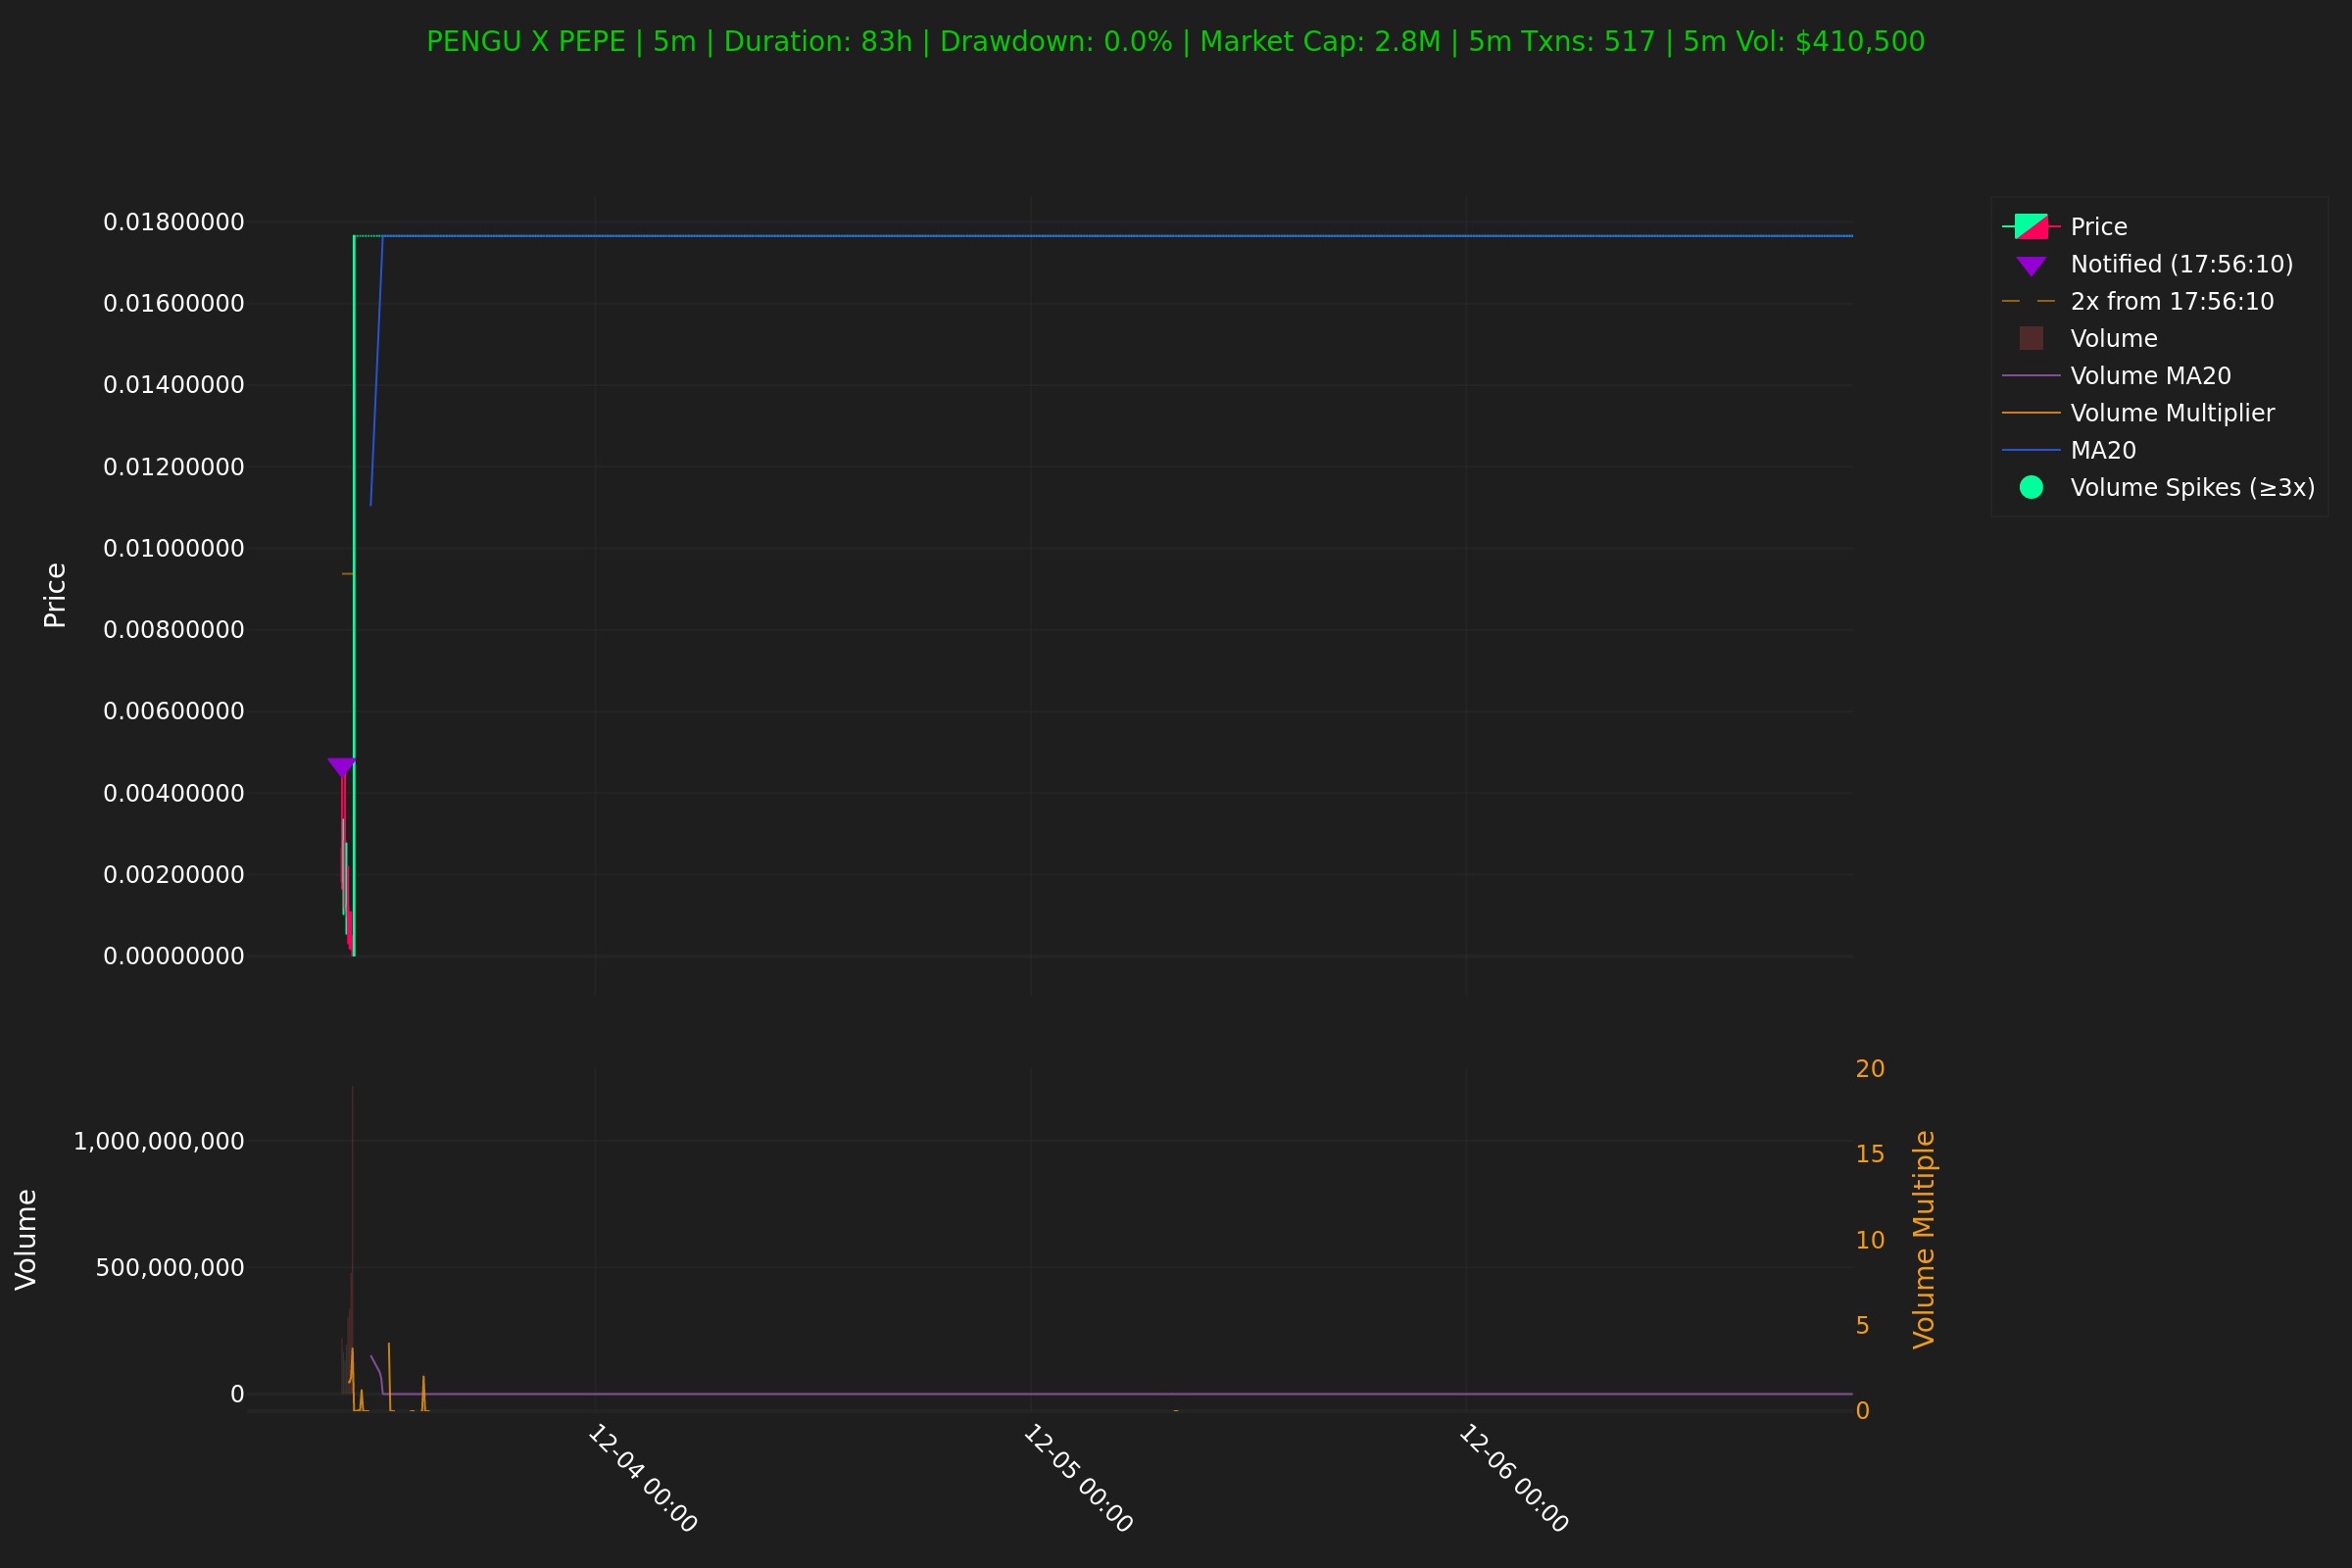 PENGU X PEPE | 5m | Duration: 83h | Drawdown: 0.0% | Market Cap: 2.8M | 5m Txns: 517 | 5m Vol: $410,500
Price
0.01800000
0.01600000
0.01400000
0.01200000
0.01000000
0.00800000
0.00600000
0.00400000
0.00200000
0.00000000
Price
Notified (17:56:10)
2x from 17:56:10
Volume
Volume MA20
Volume Multiplier
MA20
Volume Spikes (≥3x)
Volume
1,000,000,000
500,000,000
0
20
15
10
5
0
Volume Multiple
12-04 00:00
12-05 00:00
12-06 00:00